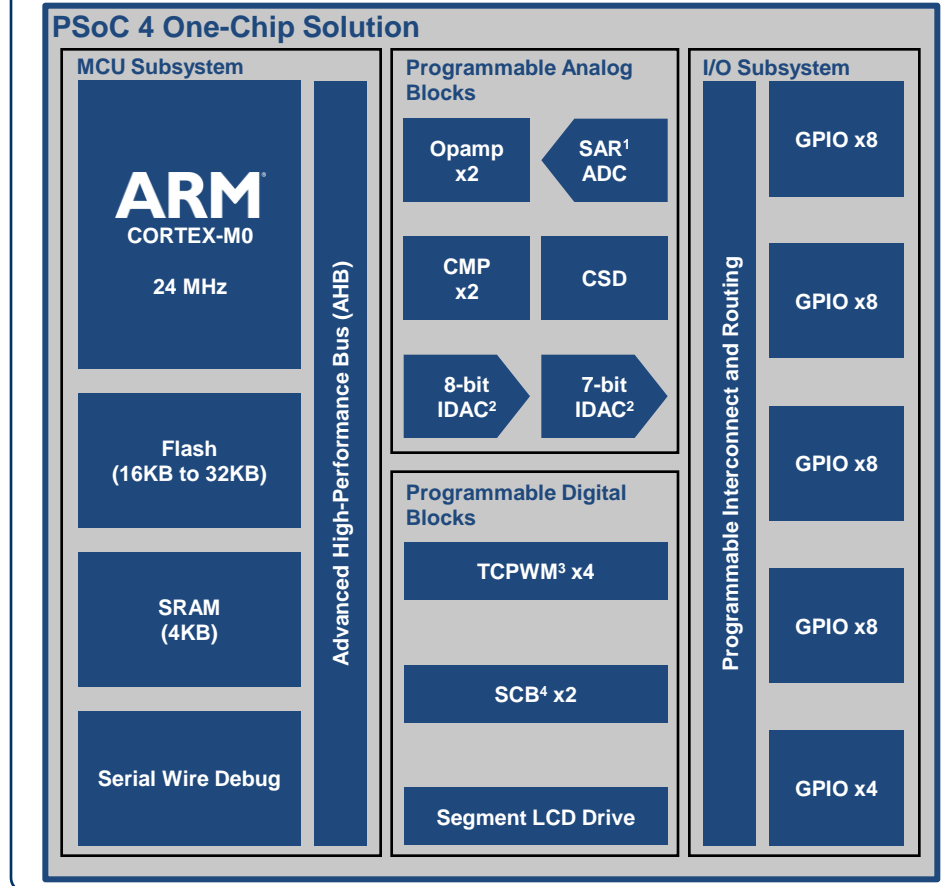 PSoC 4 One-Chip Solution
MCU Subsystem
ARM®
CORTEX-M0
24 MHz
Flash
(16KB to 32KB)
SRAM
(4KB)
Serial Wire Debug
Advanced High-Performance Bus (AHB)
Programmable Analog
Blocks
Opamp
x2
SAR¹
ADC
CMP
x2
CSD
8-bit
IDAC²
7-bit
IDAC²
Programmable Digital
Blocks
TCPWM³ x4
SCB⁴ x2
Segment LCD Drive
I/O Subsystem
Programmable Interconnect and Routing
GPIO x8
GPIO x8
GPIO x8
GPIO x8
GPIO x4